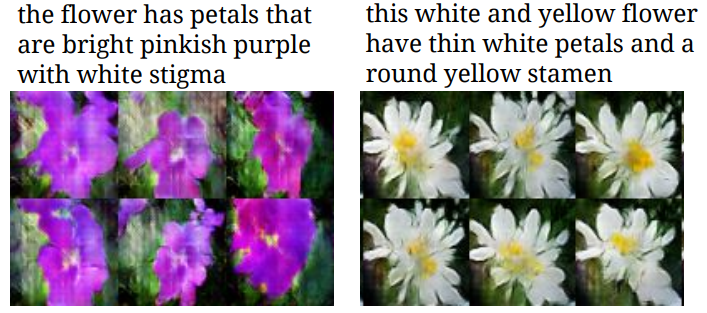 the flower has petals that
are bright pinkish purple
with white stigma
this white and yellow flower
have thin white petals and a
round yellow stamen